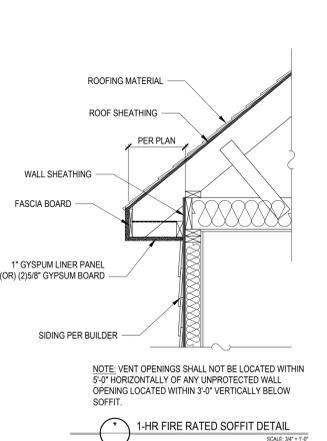 ROOFING MATERIAL
ROOF SHEATHING
PER PLAN
WALL SHEATHING
FASCIA BOARD
1" GYSPUM LINER PANEL
(OR) (2)5/8" GYPSUM BOARD
SIDING PER BUILDER
NOTE: VENT OPENINGS SHALL NOT BE LOCATED WITHIN
5'-0" HORIZONTALLY OF ANY UNPROTECTED WALL
OPENING LOCATED WITHIN 3'-0" VERTICALLY BELOW
SOFFIT.
* 1-HR FIRE RATED SOFFIT DETAIL
SCALE: 3/4" = 1'-0"